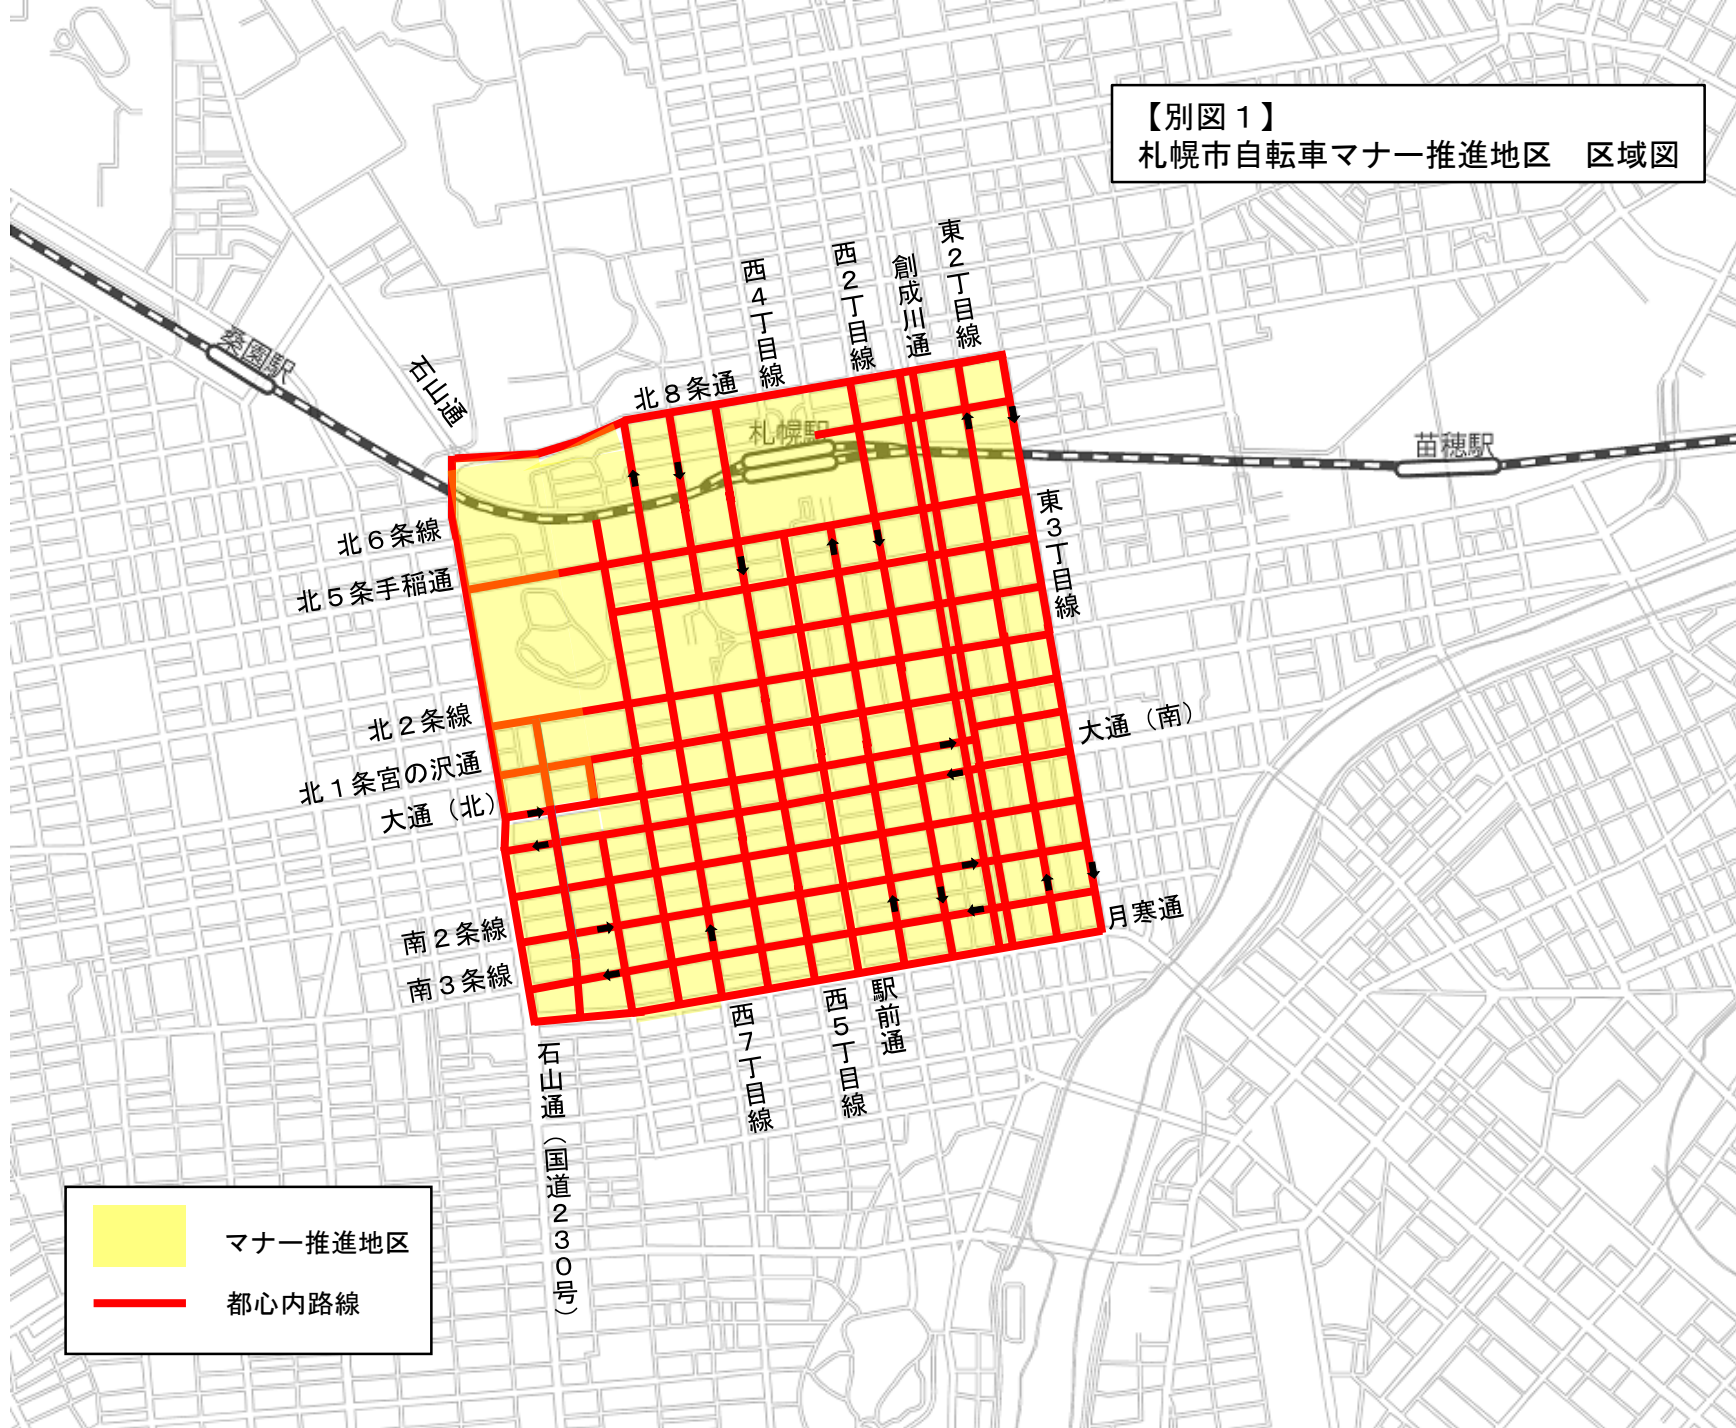 【別図１】
札幌市自転車マナー推進地区　区域図
東２丁目線
西２丁目線
創成川通
西４丁目線
桑園駅
石山通
北８条通
札幌駅
苗穂駅
東３丁目線
北６条線
北５条手稲通
北２条線
大通（南）
北１条宮の沢通
大通（北）
月寒通
南２条線
南３条線
駅前通
西５丁目線
西７丁目線
石山通（国道２３０号）
マナー推進地区
都心内路線